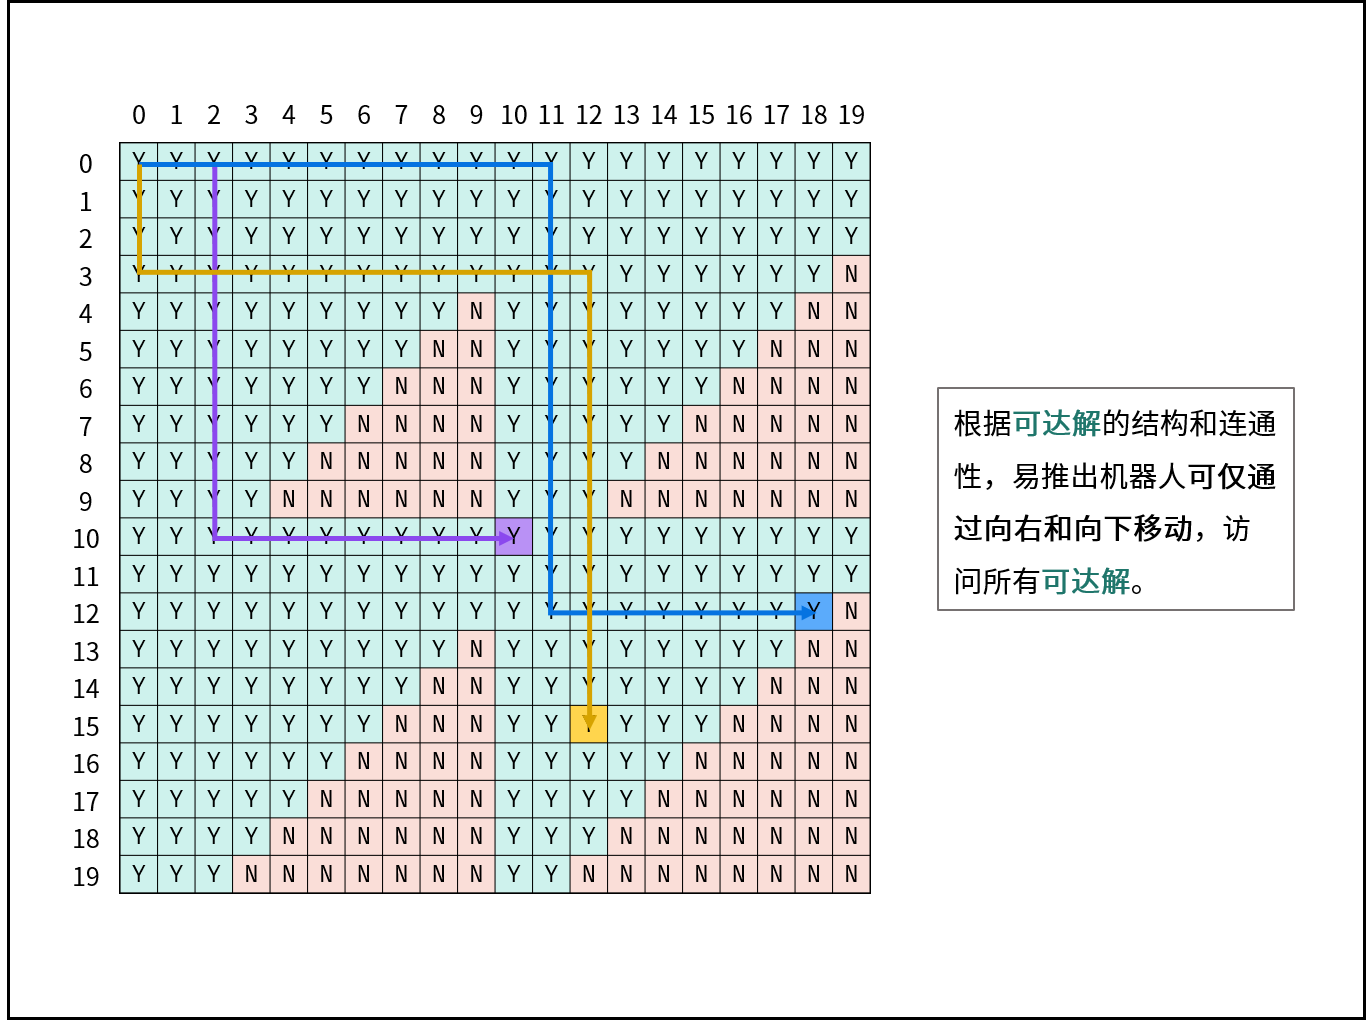 0 1 2 3 4 5 6 7 8 9 10 11 12 13 14 15 16 17 18 19
0 Y Y Y Y Y Y Y Y Y Y Y Y Y Y Y Y Y Y Y Y
1 Y Y Y Y Y Y Y Y Y Y Y Y Y Y Y Y Y Y Y Y
2 Y Y Y Y Y Y Y Y Y Y Y Y Y Y Y Y Y Y Y Y
3 Y Y Y Y Y Y Y Y Y Y Y Y Y Y Y Y Y Y Y N
4 Y Y Y Y Y Y Y Y Y N Y Y Y Y Y Y Y Y N N
5 Y Y Y Y Y Y Y Y N N Y Y Y Y Y Y Y N N N
6 Y Y Y Y Y Y Y N N N Y Y Y Y Y Y N N N N
7 Y Y Y Y Y Y N N N N Y Y Y Y Y N N N N N
8 Y Y Y Y Y N N N N N Y Y Y Y N N N N N N
9 Y Y Y Y N N N N N N Y Y Y N N N N N N N
10 Y Y Y Y Y Y Y Y Y Y Y Y Y Y Y Y Y Y Y Y
11 Y Y Y Y Y Y Y Y Y Y Y Y Y Y Y Y Y Y Y Y
12 Y Y Y Y Y Y Y Y Y Y Y Y Y Y Y Y Y Y Y N
13 Y Y Y Y Y Y Y Y Y N Y Y Y Y Y Y Y Y N N
14 Y Y Y Y Y Y Y Y N N Y Y Y Y Y Y Y N N N
15 Y Y Y Y Y Y Y N N N Y Y Y Y Y Y N N N N
16 Y Y Y Y Y Y N N N N Y Y Y Y Y N N N N N
17 Y Y Y Y Y N N N N N Y Y Y Y N N N N N N
18 Y Y Y Y N N N N N N Y Y Y N N N N N N N
19 Y Y Y N N N N N N N Y Y N N N N N N N N
根据可达解的结构和连通
性，易推出机器人可仅通
过向右和向下移动，访
问所有可达解。